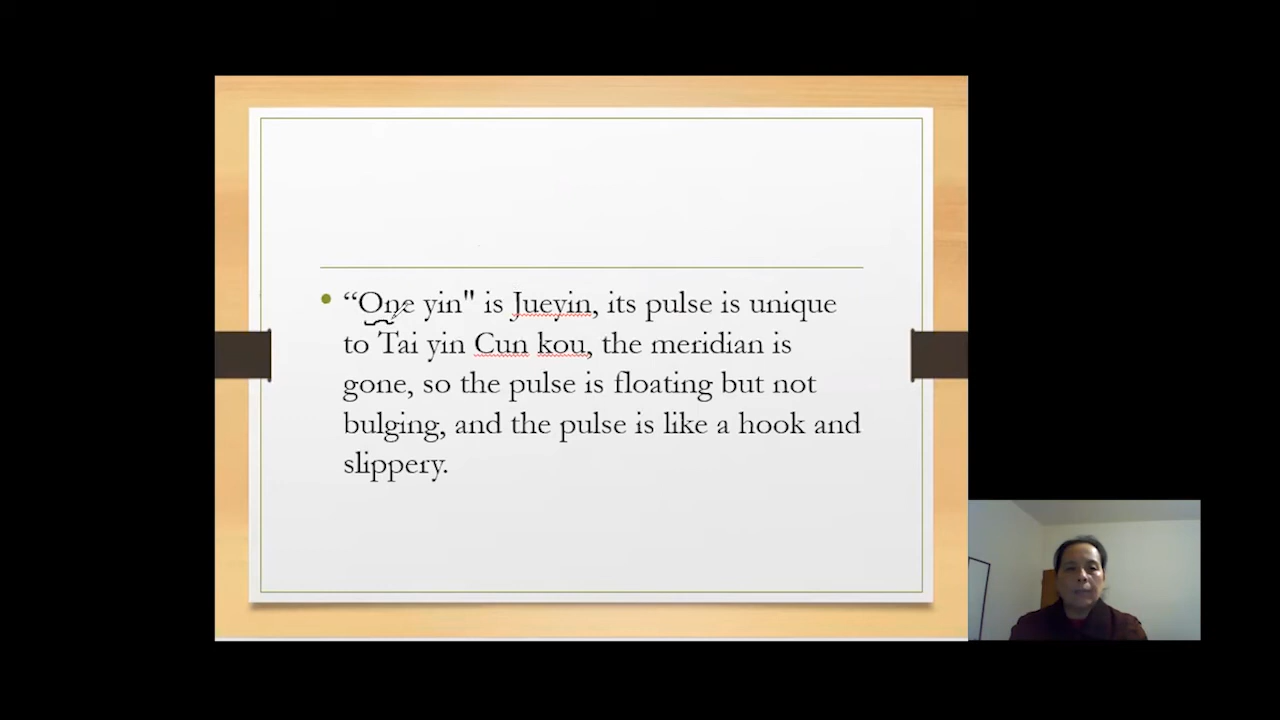 • “One yin" is Jueyin, its pulse is unique
to Tai yin Cun kou, the meridian is
gone, so the pulse is floating but not
bulging, and the pulse is like a hook and
slippery.